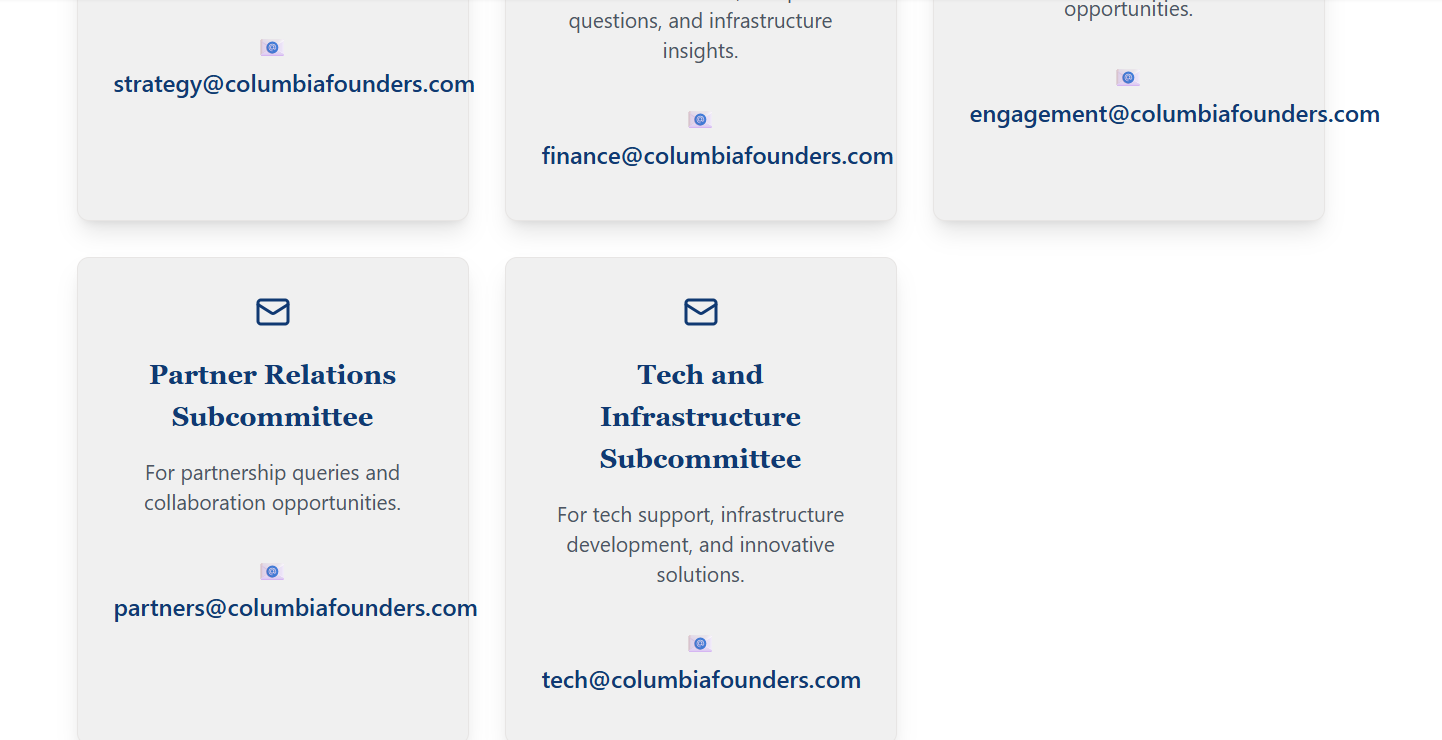 questions, and infrastructure
insights.
opportunities.
strategy@columbiafounders.com
finance@columbiafounders.com
engagement@columbiafounders.com
Partner Relations
Subcommittee
For partnership queries and
collaboration opportunities.
partners@columbiafounders.com
Tech and
Infrastructure
Subcommittee
For tech support, infrastructure
development, and innovative
solutions.
tech@columbiafounders.com